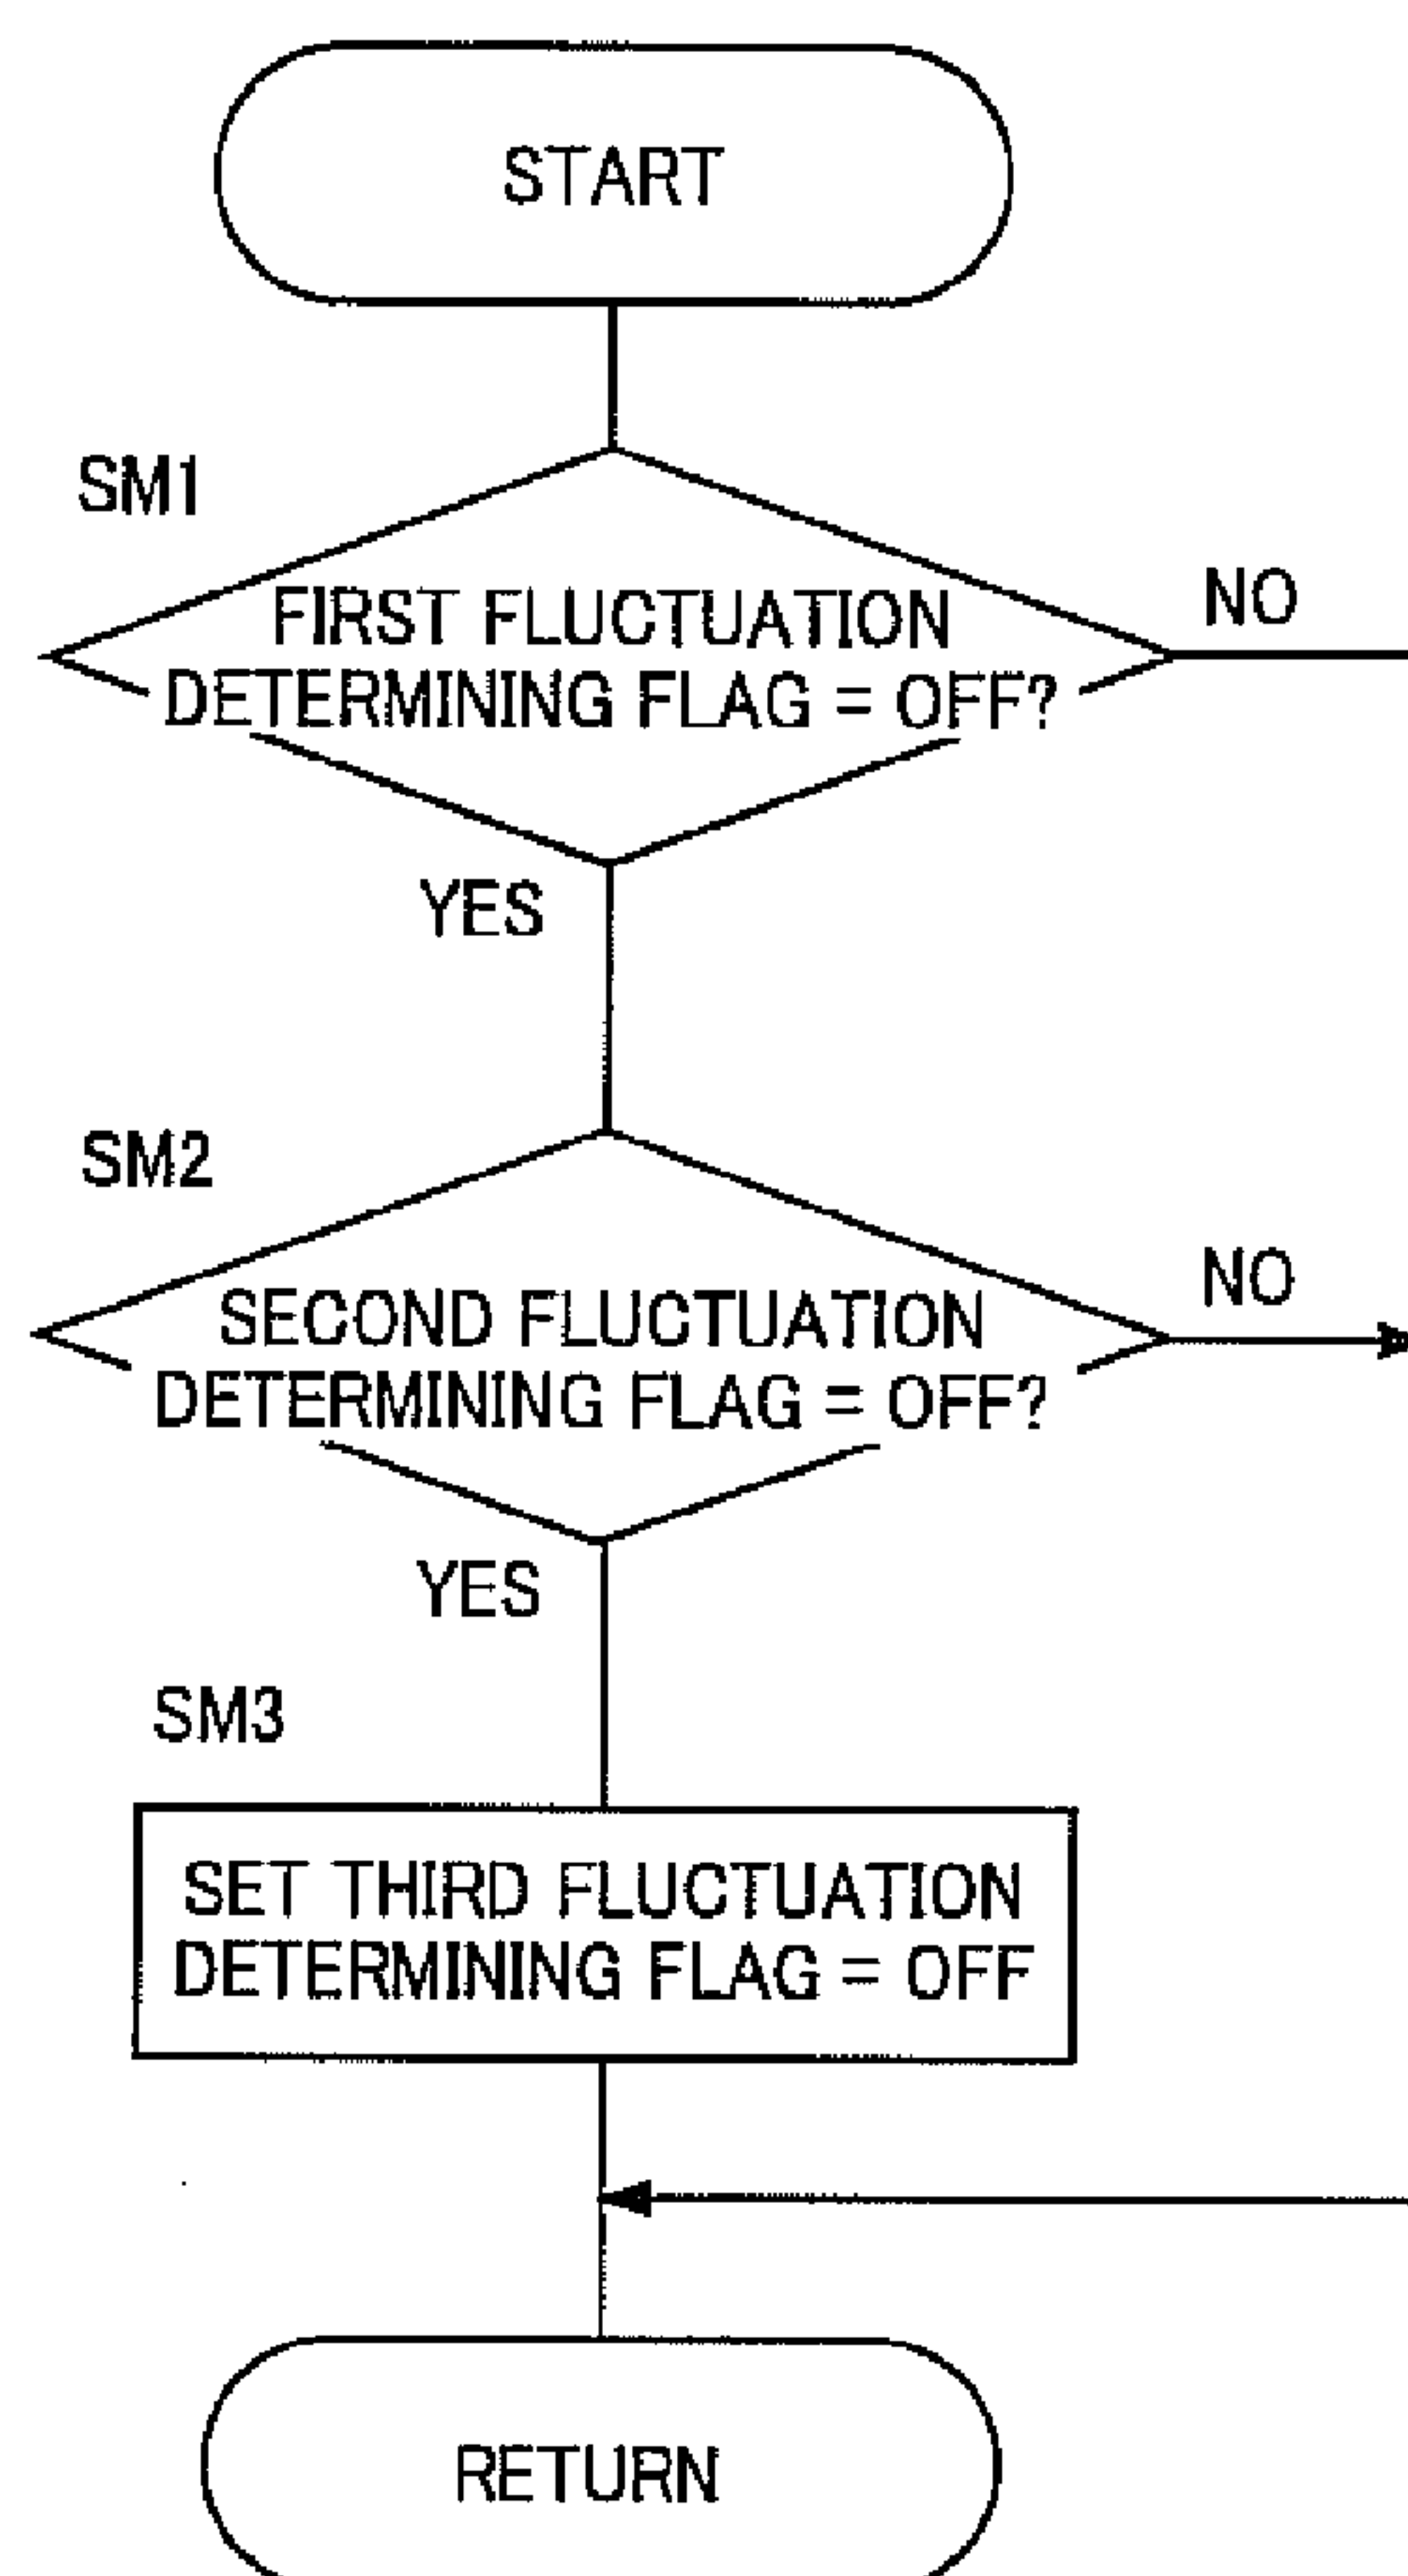 START
SM1
NO
FIRST FLUCTUATION
DETERMINING FLAG = OFF?
YES
SM2
NO
SECOND FLUCTUATION
DETERMINING FLAG = OFF?
YES
SM3
SET THIRD FLUCTUATION
DETERMINING FLAG = OFF
RETURN